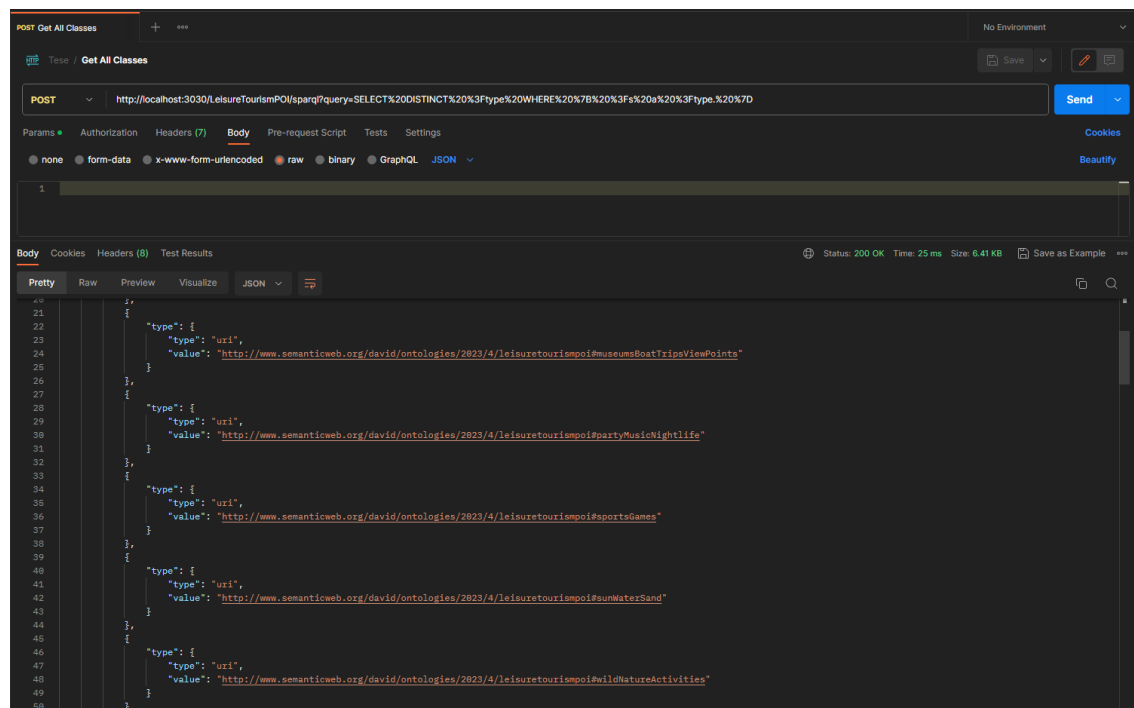 POST Get All Classes + ••• No Environment
HTTP Tese / Get All Classes Save
POST http://localhost:3030/LeisureTourismPOI/sparql?query=SELECT%20DISTINCT%20%3Ftype%20WHERE%20%7B%20%3Fs%20a%20%3Ftype.%20%7D Send
Params Authorization Headers (7) Body Pre-request Script Tests Settings Cookies
none form-data x-www-form-urlencoded raw binary GraphQL JSON Beautify
1
Body Cookies Headers (8) Test Results Status: 200 OK Time: 25 ms Size: 6.41 KB Save as Example •••
Pretty Raw Preview Visualize JSON
20 },
21 {
22 "type": {
23 "type": "uri",
24 "value": "http://www.semanticweb.org/david/ontologies/2023/4/leisuretourismpoi#museumsBoatTripsViewPoints"
25 }
26 },
27 {
28 "type": {
29 "type": "uri",
30 "value": "http://www.semanticweb.org/david/ontologies/2023/4/leisuretourismpoi#partyMusicNightlife"
31 }
32 },
33 {
34 "type": {
35 "type": "uri",
36 "value": "http://www.semanticweb.org/david/ontologies/2023/4/leisuretourismpoi#sportsGames"
37 }
38 },
39 {
40 "type": {
41 "type": "uri",
42 "value": "http://www.semanticweb.org/david/ontologies/2023/4/leisuretourismpoi#sunWaterSand"
43 }
44 },
45 {
46 "type": {
47 "type": "uri",
48 "value": "http://www.semanticweb.org/david/ontologies/2023/4/leisuretourismpoi#wildNatureActivities"
49 }
50 }